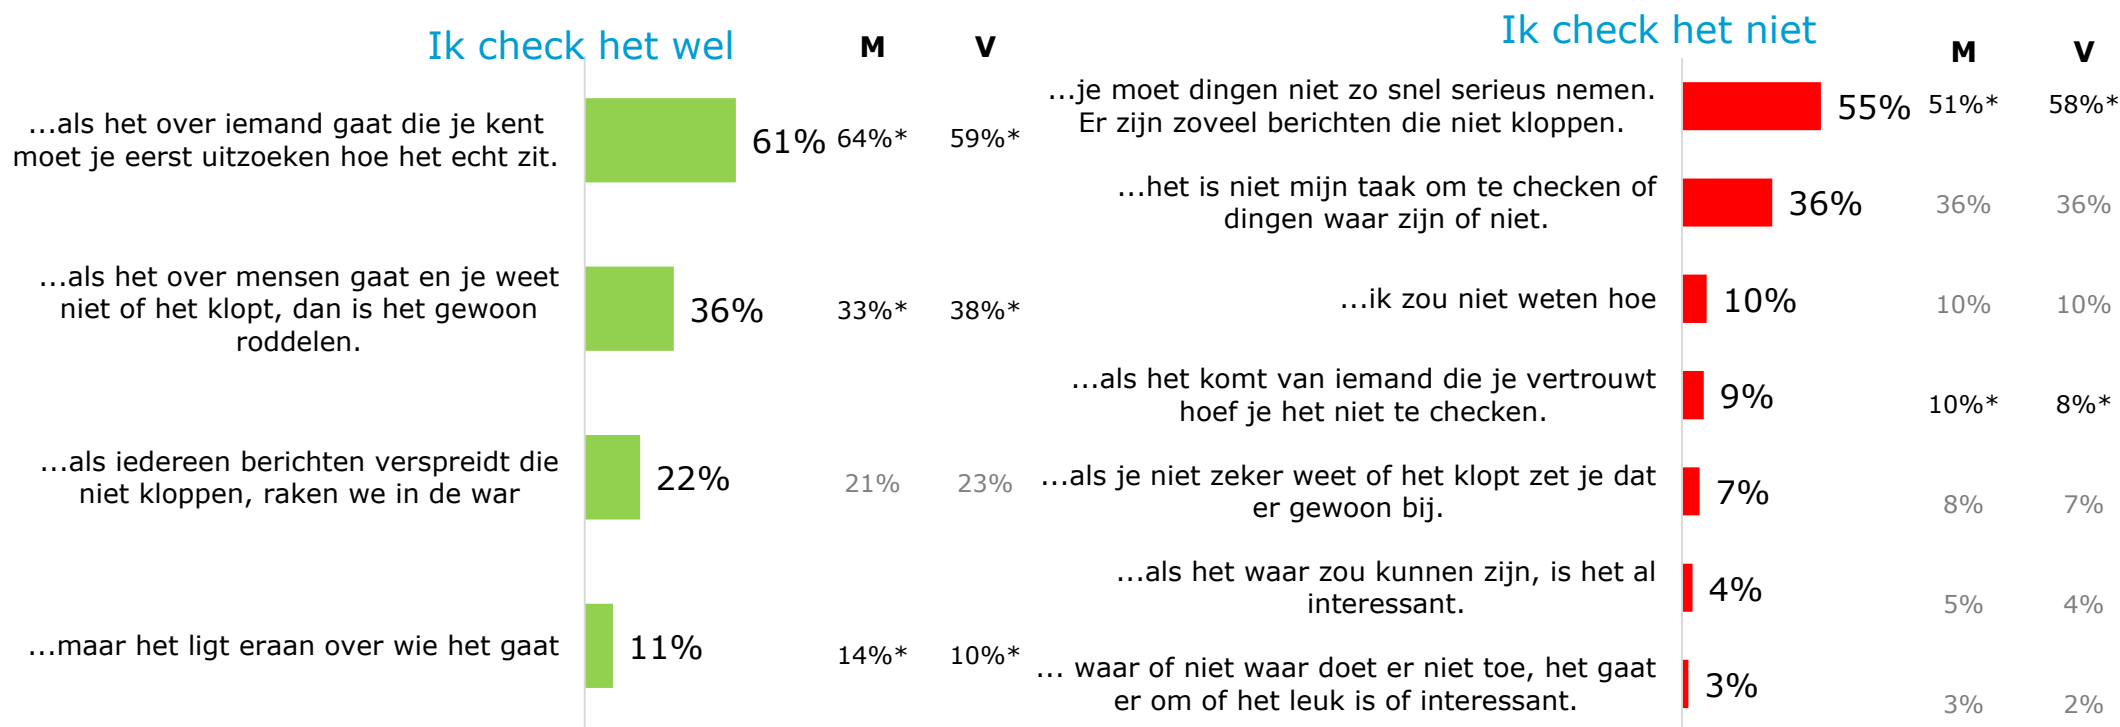 Ik check het wel
M V
...als het over iemand gaat die je kent
moet je eerst uitzoeken hoe het echt zit.
61% 64%* 59%*
...als het over mensen gaat en je weet
niet of het klopt, dan is het gewoon
roddelen.
36% 33%* 38%*
...als iedereen berichten verspreidt die
niet kloppen, raken we in de war
22% 21% 23%
...maar het ligt eraan over wie het gaat
11% 14%* 10%*
Ik check het niet
M V
...je moet dingen niet zo snel serieus nemen.
Er zijn zoveel berichten die niet kloppen.
55% 51%* 58%*
...het is niet mijn taak om te checken of
dingen waar zijn of niet.
36% 36% 36%
...ik zou niet weten hoe
10% 10% 10%
...als het komt van iemand die je vertrouwt
hoef je het niet te checken.
9% 10%* 8%*
...als je niet zeker weet of het klopt zet je dat
er gewoon bij.
7% 8% 7%
...als het waar zou kunnen zijn, is het al
interessant.
4% 5% 4%
... waar of niet waar doet er niet toe, het gaat
er om of het leuk is of interessant.
3% 3% 2%